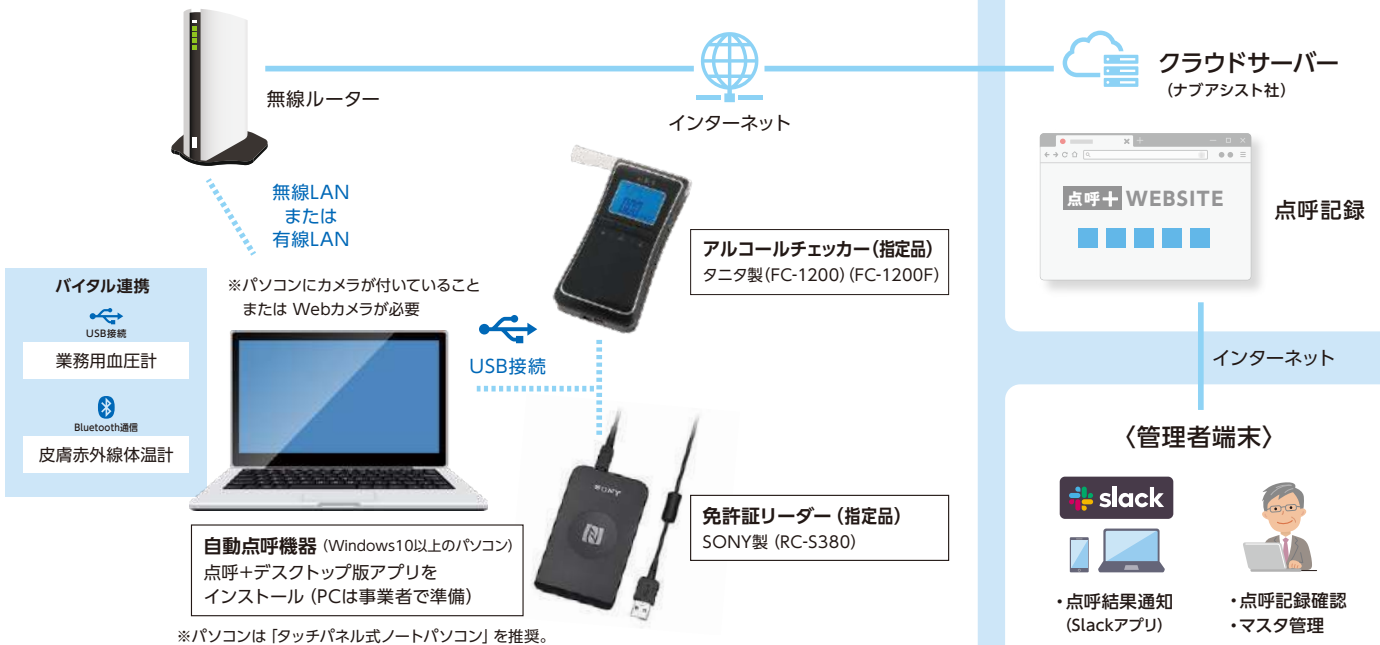 無線ルーター
インターネット
クラウドサーバー
(ナブアシスト社)
点呼+ WEBSITE
点呼記録
無線LAN
または
有線LAN
アルコールチェッカー(指定品)
タニタ製(FC-1200) (FC-1200F)
バイタル連携
USB接続
業務用血圧計
Bluetooth通信
皮膚赤外線体温計
※パソコンにカメラが付いていること
または Webカメラが必要
USB接続
インターネット
〈管理者端末〉
slack
・点呼結果通知
(Slackアプリ)
・点呼記録確認
・マスタ管理
SONY
免許証リーダー (指定品)
SONY製 (RC-S380)
自動点呼機器 (Windows10以上のパソコン)
点呼+デスクトップ版アプリを
インストール (PCは事業者で準備)
※パソコンは「タッチパネル式ノートパソコン」を推奨。